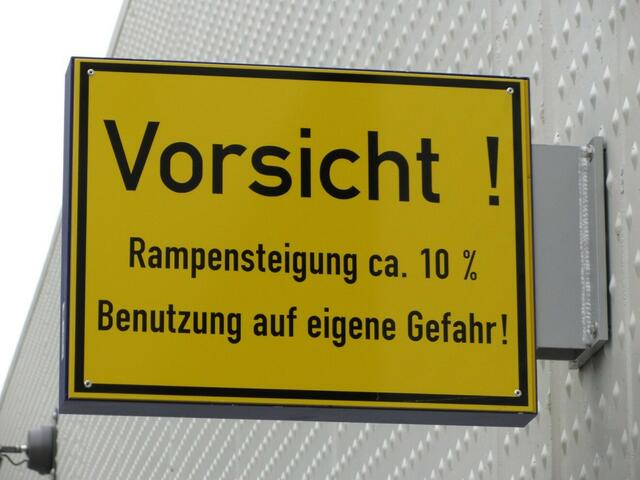 Vorsicht !
Rampensteigung ca. 10 %
Benutzung auf eigene Gefahr!